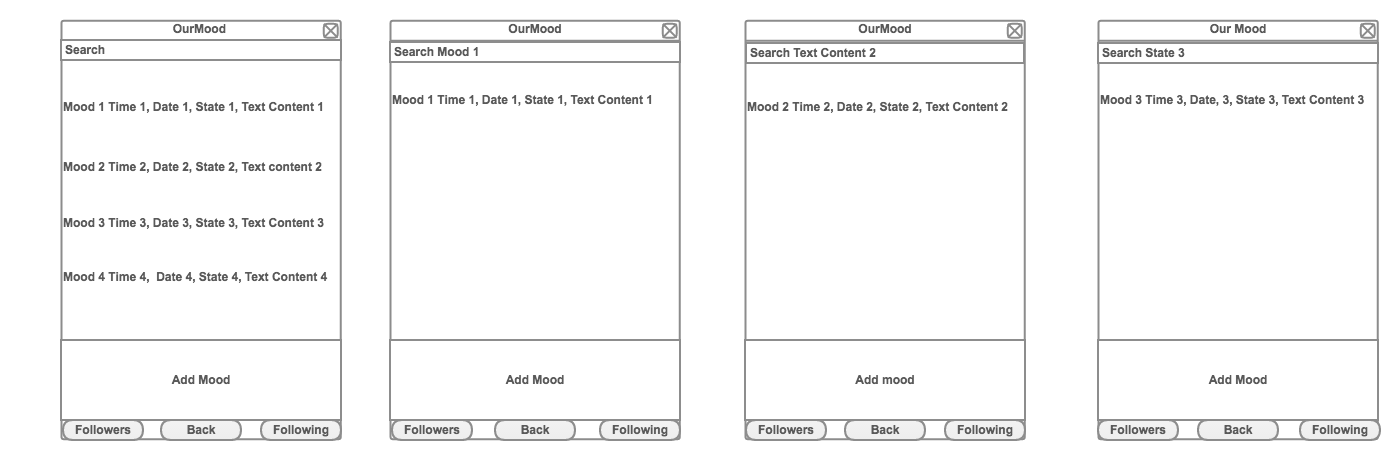 OurMood
Search
Mood 1 Time 1, Date 1, State 1, Text Content 1
Mood 2 Time 2, Date 2, State 2, Text content 2
Mood 3 Time 3, Date 3, State 3, Text Content 3
Mood 4 Time 4,  Date 4, State 4, Text Content 4
Add Mood
Followers
Back
Following
OurMood
Search Mood 1
Mood 1 Time 1, Date 1, State 1, Text Content 1
Add Mood
Followers
Back
Following
OurMood
Search Text Content 2
Mood 2 Time 2, Date 2, State 2, Text Content 2
Add mood
Followers
Back
Following
Our Mood
Search State 3
Mood 3 Time 3, Date, 3, State 3, Text Content 3
Add Mood
Followers
Back
Following